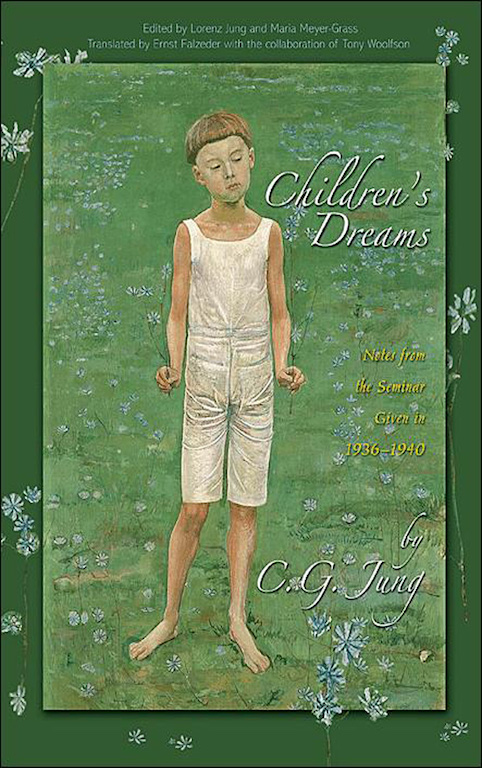 Edited by Lorenz Jung and Maria Meyer-Grass
Translated by Ernst Falzeder with the collaboration of Tony Woolfson
Children's
Dreams
Notes from
the Seminar
Given in
1936–1940
by
C. G. Jung